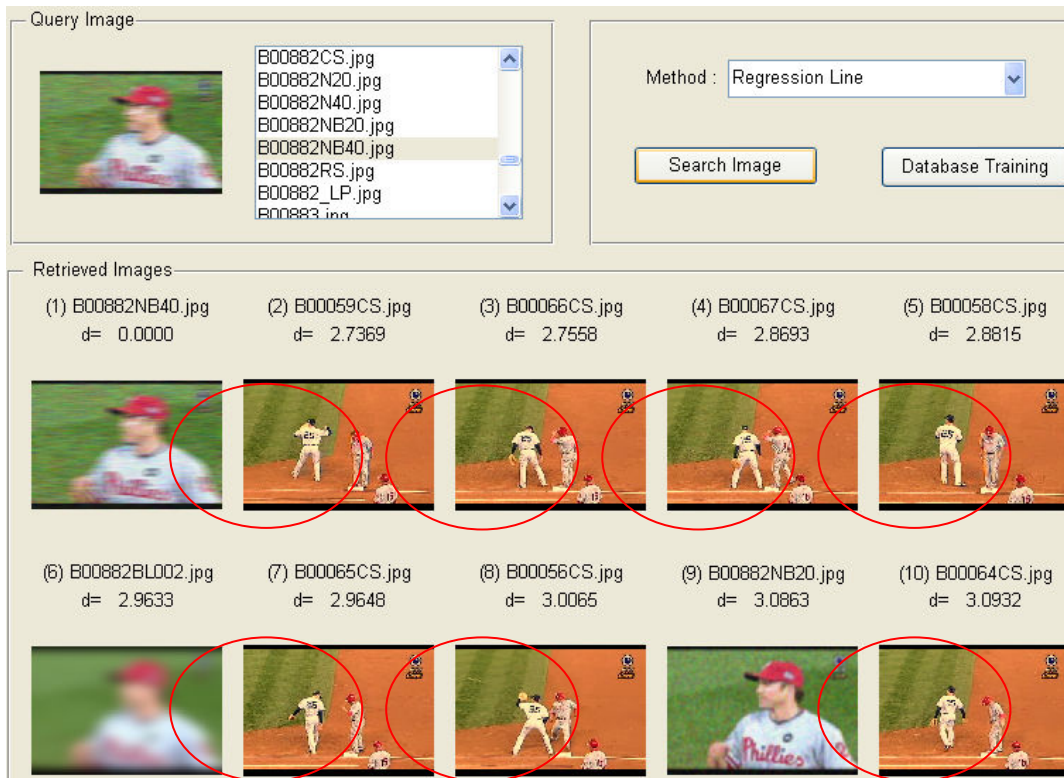 Query Image
B00882CS.jpg
B00882N20.jpg
B00882N40.jpg
B00882NB20.jpg
B00882NB40.jpg
B00882RS.jpg
B00882_LP.jpg
B00883.jpg
Method : Regression Line
Search Image Database Training
Retrieved Images
(1) B00882NB40.jpg (2) B00059CS.jpg (3) B00066CS.jpg (4) B00067CS.jpg (5) B00058CS.jpg
d= 0.0000 d= 2.7369 d= 2.7558 d= 2.8693 d= 2.8815
(6) B00882BL002.jpg (7) B00065CS.jpg (8) B00056CS.jpg (9) B00882NB20.jpg (10) B00064CS.jpg
d= 2.9633 d= 2.9648 d= 3.0065 d= 3.0863 d= 3.0932
Phillies